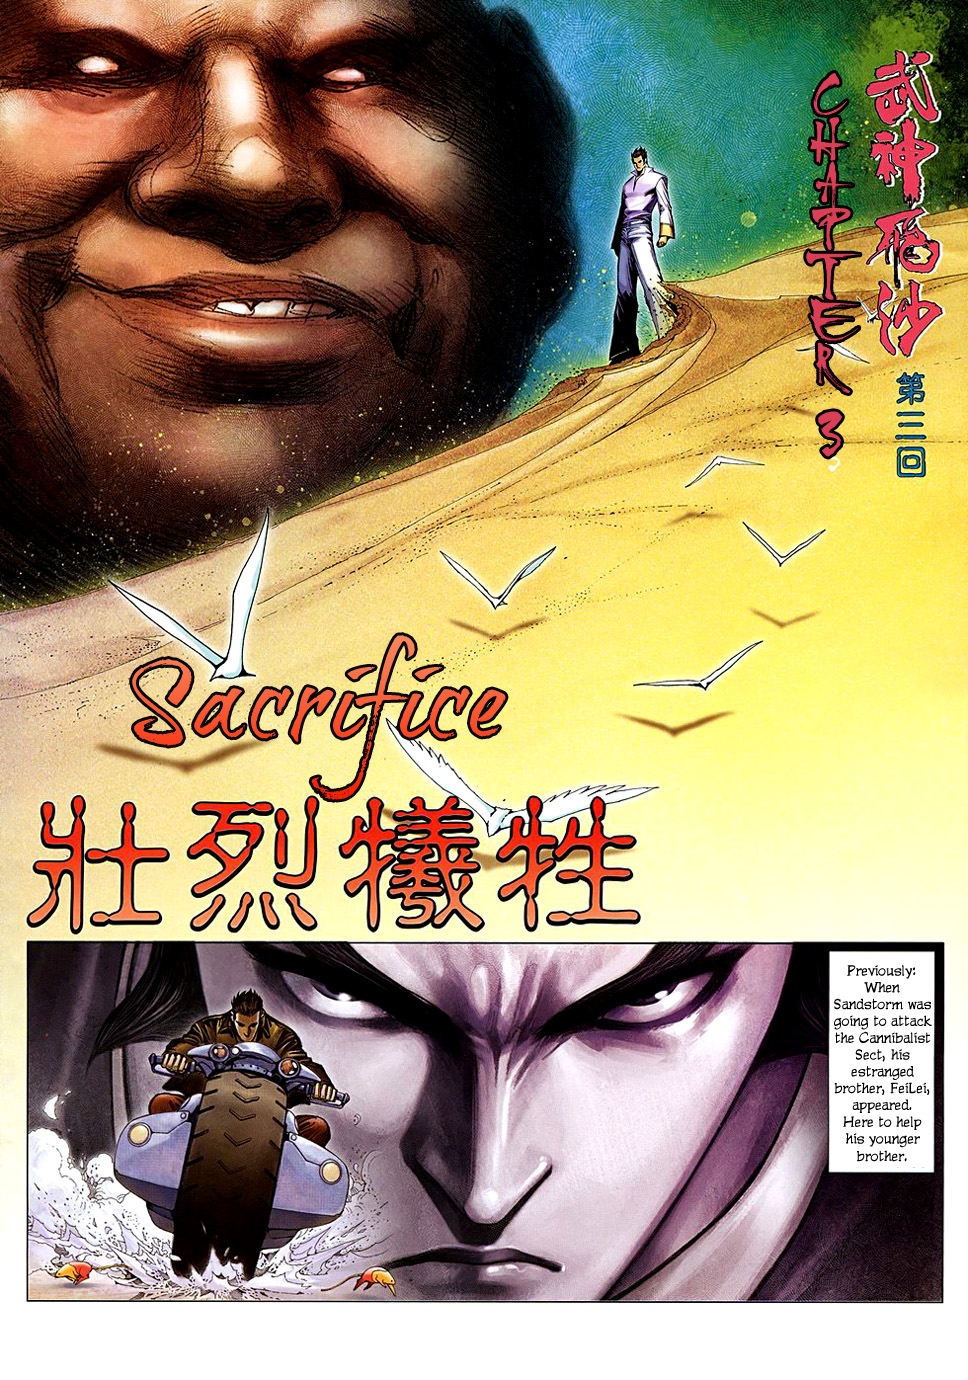 武神飛沙
第三回
CHAPTER 3
Sacrifice
壯烈犧牲
Previously:
When
Sandstorm was
going to attack
the Cannibalist
Sect, his
estranged
brother, FeiLei,
appeared.
Here to help
his younger
brother.